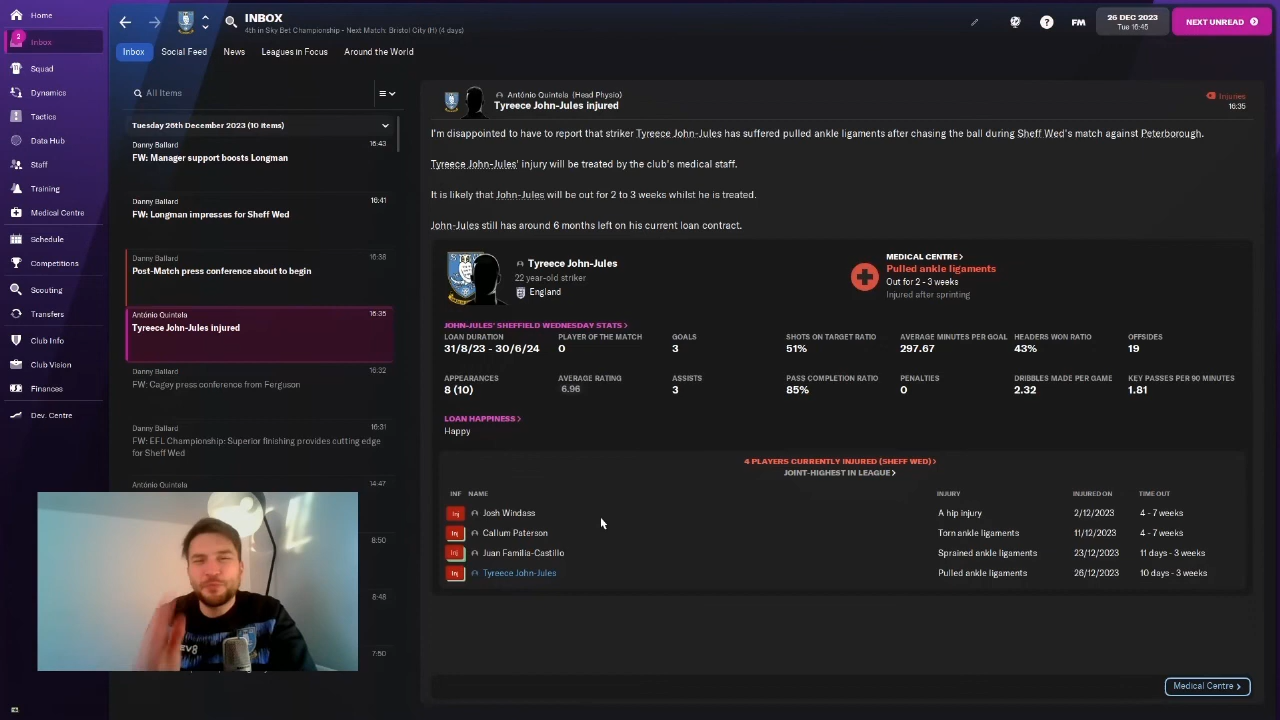 Home
INBOX
4th in Sky Bet Championship - Next Match: Bristol City (H) (4 days)
FM
26 DEC 2023
Tue 16:45
NEXT UNREAD
2
Inbox
Squad
Dynamics
Tactics
Data Hub
Staff
Training
Medical Centre
Schedule
Competitions
Scouting
Transfers
Club Info
Club Vision
Finances
Dev. Centre
Inbox
Social Feed
News
Leagues in Focus
Around the World
All Items
Tuesday 26th December 2023 (10 items)
Danny Ballard 16:43
FW: Manager support boosts Longman
Danny Ballard 16:41
FW: Longman impresses for Sheff Wed
Danny Ballard 16:38
Post-Match press conference about to begin
António Quintela 16:35
Tyreece John-Jules injured
Danny Ballard 16:32
FW: Cagey press conference from Ferguson
Danny Ballard 16:31
FW: EFL Championship: Superior finishing provides cutting edge
for Sheff Wed
António Quintela 14:47
8:50
8:48
7:50
António Quintela (Head Physio)
Tyreece John-Jules injured
Injuries
16:35
I'm disappointed to have to report that striker Tyreece John-Jules has suffered pulled ankle ligaments after chasing the ball during Sheff Wed's match against Peterborough.
Tyreece John-Jules' injury will be treated by the club's medical staff.
It is likely that John-Jules will be out for 2 to 3 weeks whilst he is treated.
John-Jules still has around 6 months left on his current loan contract.
Tyreece John-Jules
22 year-old striker
England
MEDICAL CENTRE >
Pulled ankle ligaments
Out for 2 - 3 weeks
Injured after sprinting
JOHN-JULES' SHEFFIELD WEDNESDAY STATS >
LOAN DURATION PLAYER OF THE MATCH GOALS SHOTS ON TARGET RATIO AVERAGE MINUTES PER GOAL HEADERS WON RATIO OFFSIDES
31/8/23 - 30/6/24 0 3 51% 297.67 43% 19
APPEARANCES AVERAGE RATING ASSISTS PASS COMPLETION RATIO PENALTIES DRIBBLES MADE PER GAME KEY PASSES PER 90 MINUTES
8 (10) 6.96 3 85% 0 2.32 1.81
LOAN HAPPINESS >
Happy
4 PLAYERS CURRENTLY INJURED (SHEFF WED) >
JOINT-HIGHEST IN LEAGUE >
INF NAME INJURY INJURED ON TIME OUT
Inj Josh Windass A hip injury 2/12/2023 4 - 7 weeks
Inj Callum Paterson Torn ankle ligaments 11/12/2023 4 - 7 weeks
Inj Juan Familia-Castillo Sprained ankle ligaments 23/12/2023 11 days - 3 weeks
Inj Tyreece John-Jules Pulled ankle ligaments 26/12/2023 10 days - 3 weeks
Medical Centre >